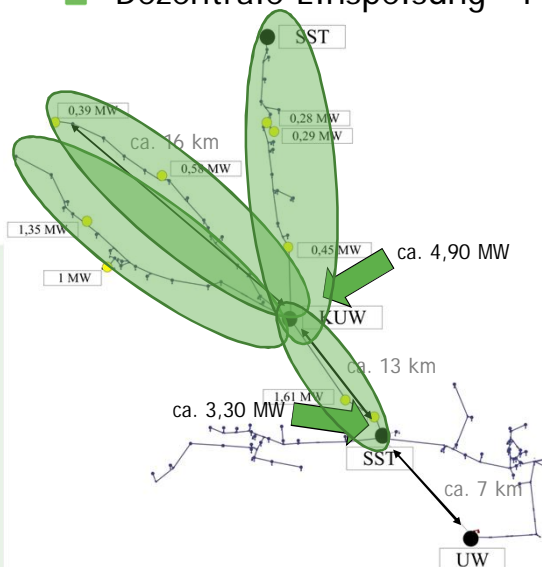 Dezentrale Einspeisung
SST
0,39 MW
ca. 16 km
0,28 MW
0,29 MW
0,58 MW
1,35 MW
0,45 MW
ca. 4,90 MW
1 MW
KUW
ca. 13 km
1,61 MW
ca. 3,30 MW
SST
ca. 7 km
UW